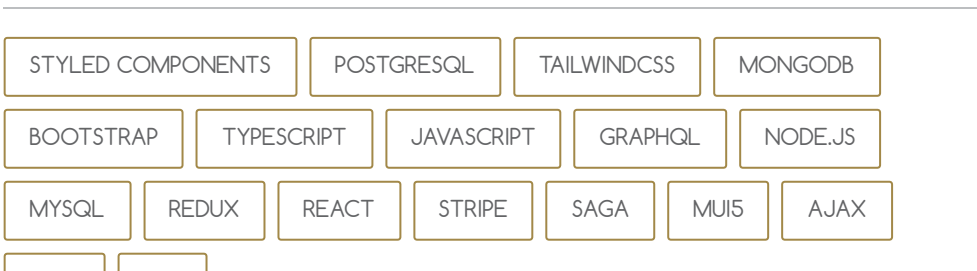 STYLED COMPONENTS POSTGRESQL TAILWINDCSS MONGODB
BOOTSTRAP TYPESCRIPT JAVASCRIPT GRAPHQL NODE.JS
MYSQL REDUX REACT STRIPE SAGA MUI5 AJAX